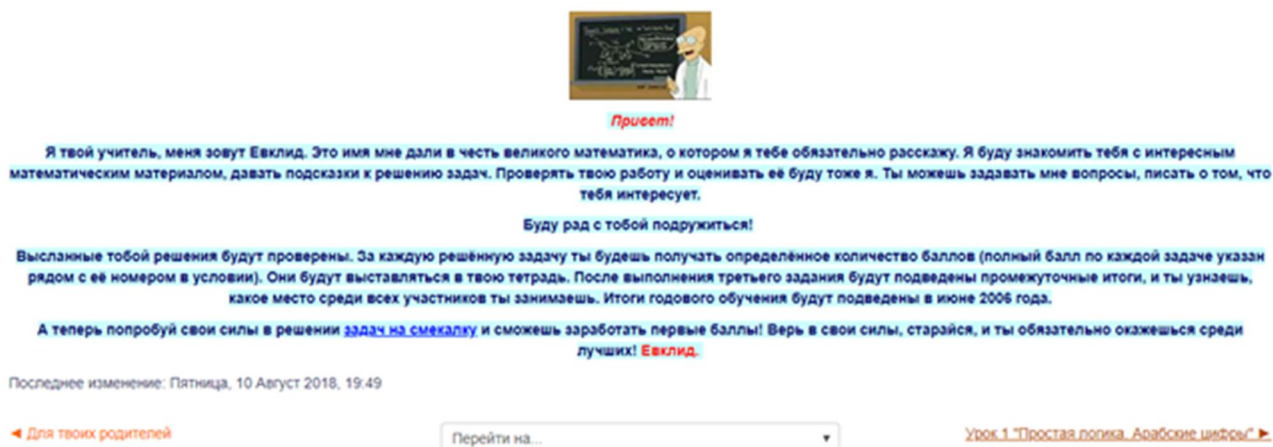 Привет!
Я твой учитель, меня зовут Евклид. Это имя мне дали в честь великого математика, о котором я тебе обязательно расскажу. Я буду знакомить тебя с интересным
математическим материалом, давать подсказки к решению задач. Проверять твою работу и оценивать её буду тоже я. Ты можешь задавать мне вопросы, писать о том, что
тебя интересует.
Буду рад с тобой подружиться!
Высланные тобой решения будут проверены. За каждую решённую задачу ты будешь получать определённое количество баллов (полный балл по каждой задаче указан
рядом с её номером в условии). Они будут выставляться в твою тетрадь. После выполнения третьего задания будут подведены промежуточные итоги, и ты узнаешь,
какое место среди всех участников ты занимаешь. Итоги годового обучения будут подведены в июне 2006 года.
А теперь попробуй свои силы в решении задач на смекалку и сможешь заработать первые баллы! Верь в свои силы, старайся, и ты обязательно окажешься среди
лучших! Евклид.
Последнее изменение: Пятница, 10 Август 2018, 19:49
◄ Для твоих родителей
Перейти на...
Урок 1 "Простая логика. Арабские цифры" ►